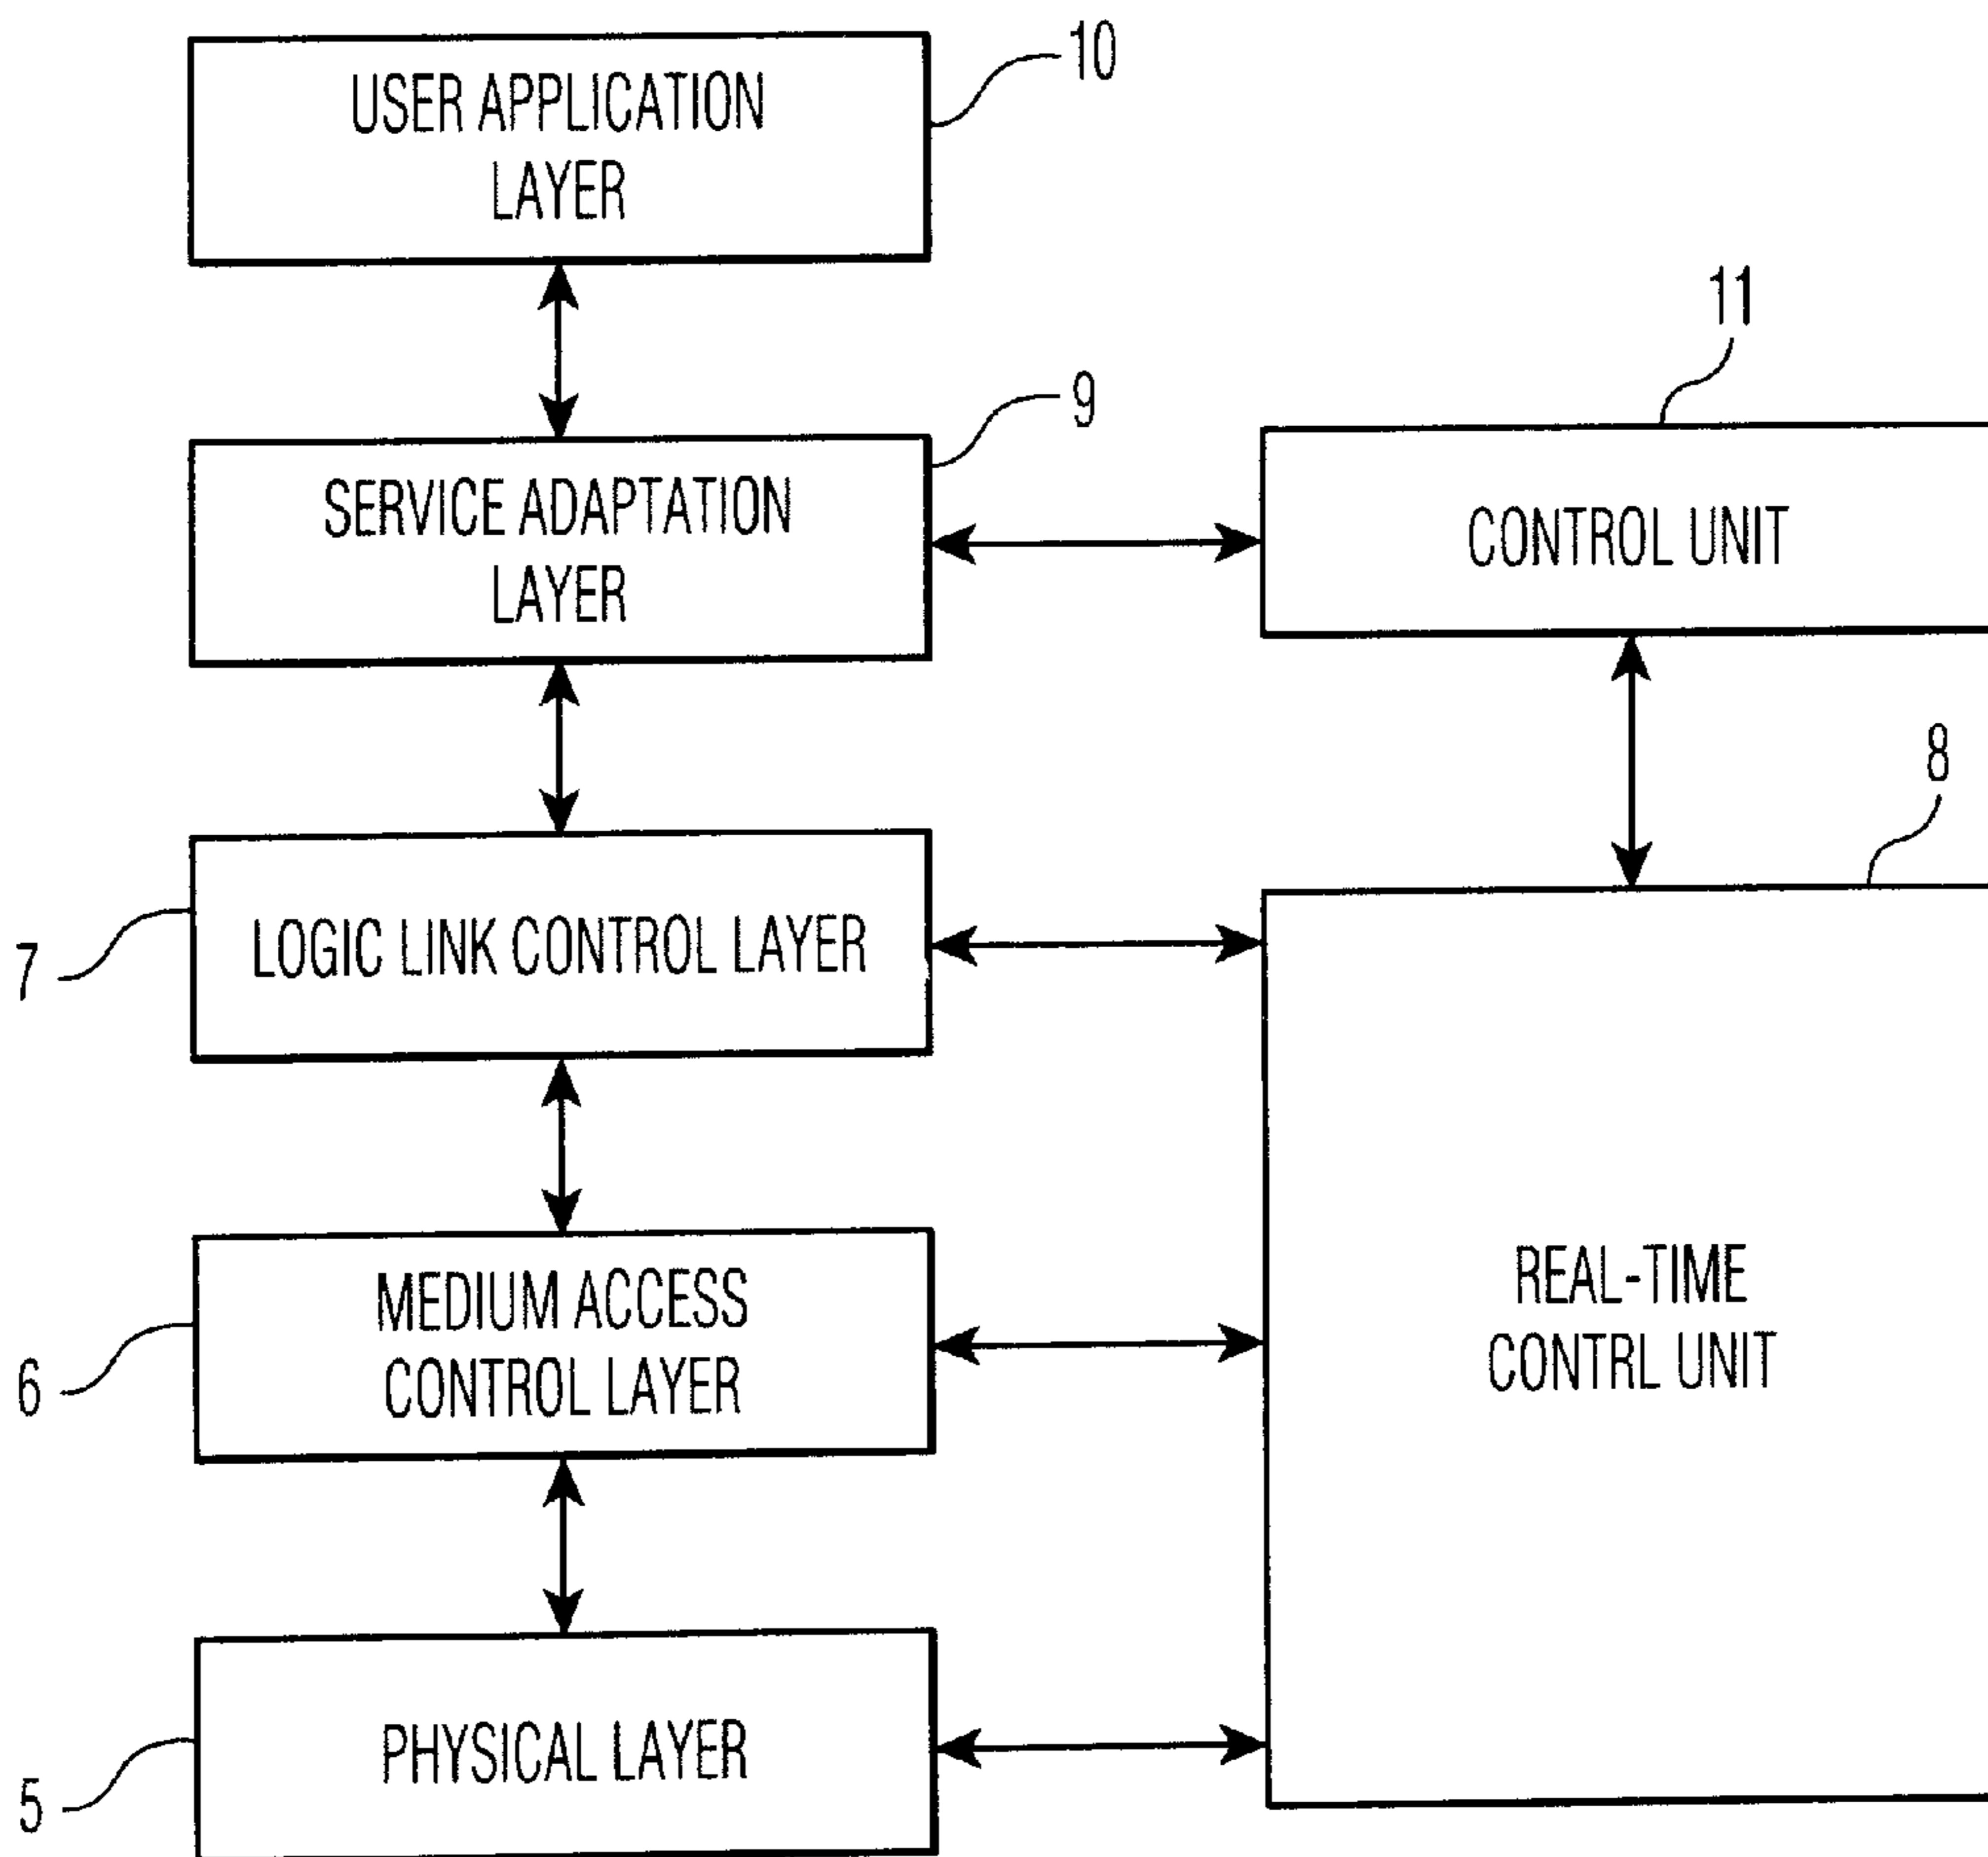 USER APPLICATION
LAYER
10
11
SERVICE ADAPTATION
LAYER
9
CONTROL UNIT
8
7
LOGIC LINK CONTROL LAYER
6
MEDIUM ACCESS
CONTROL LAYER
REAL-TIME
CONTRL UNIT
5
PHYSICAL LAYER